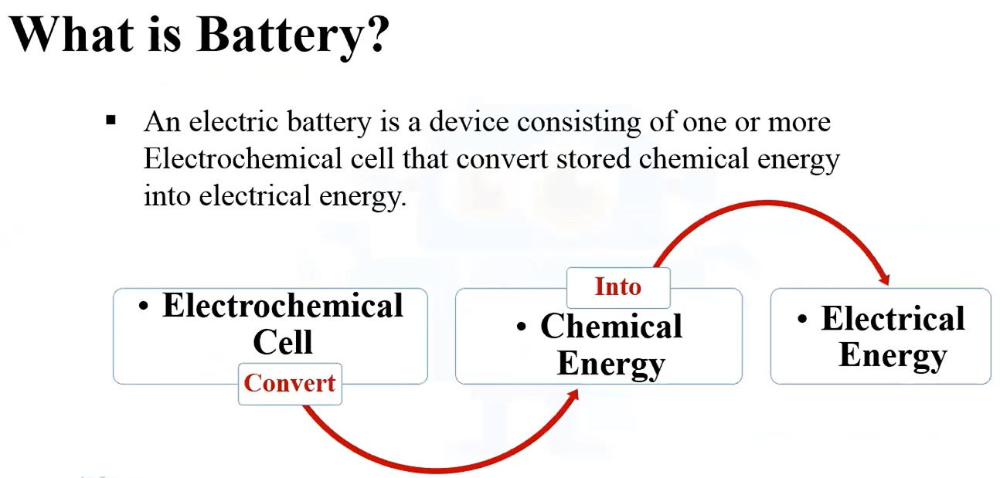 What is Battery?
▪ An electric battery is a device consisting of one or more
Electrochemical cell that convert stored chemical energy
into electrical energy.
• Electrochemical
Cell
Convert
Into
• Chemical
Energy
• Electrical
Energy